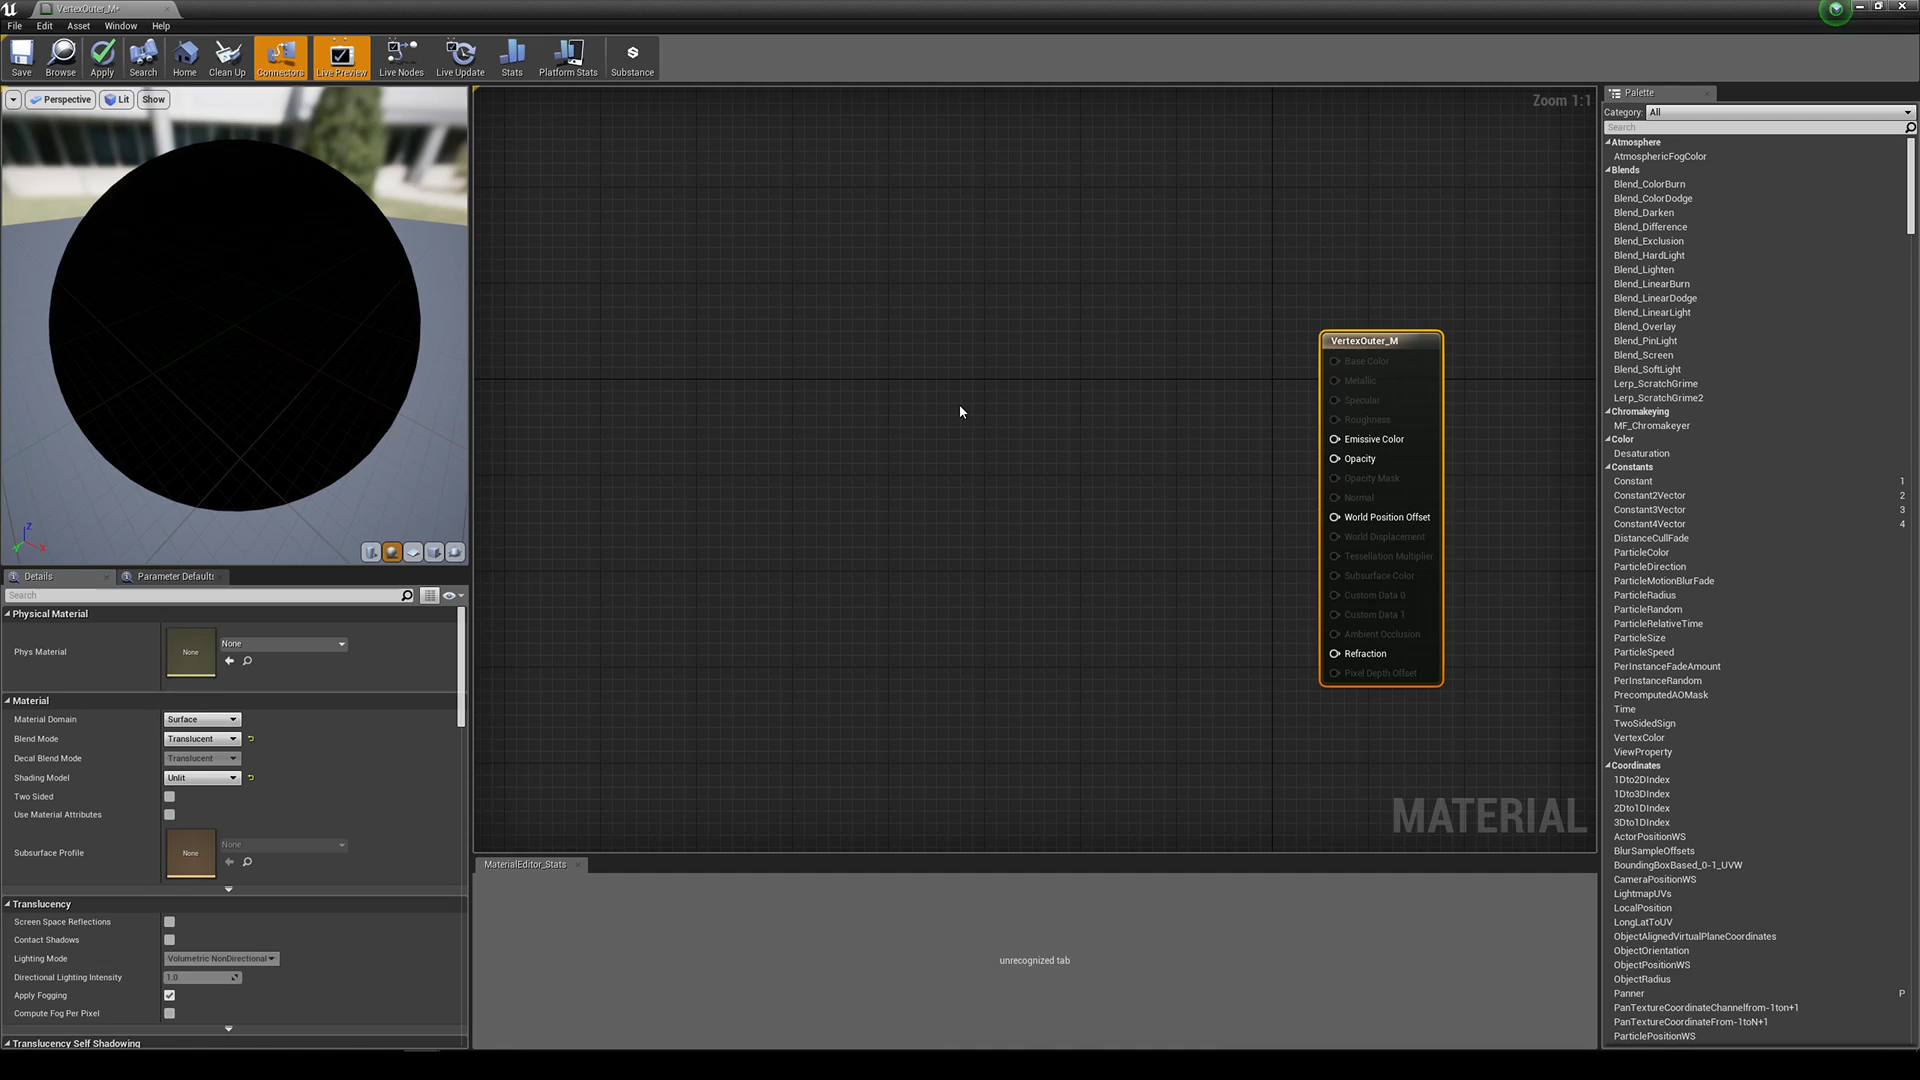 VertexOuter_M*
File Edit Asset Window Help
Save Browse Apply Search Home Clean Up Connectors Live Preview Live Nodes Live Update Stats Platform Stats Substance
Perspective Lit Show
Zoom 1:1
VertexOuter_M
Base Color
Metallic
Specular
Roughness
Emissive Color
Opacity
Opacity Mask
Normal
World Position Offset
World Displacement
Tessellation Multiplier
Subsurface Color
Custom Data 0
Custom Data 1
Ambient Occlusion
Refraction
Pixel Depth Offset
MATERIAL
Z
X
Y
Details Parameter Defaults
Search
Physical Material
Phys Material None None
Material
Material Domain Surface
Blend Mode Translucent
Decal Blend Mode Translucent
Shading Model Unlit
Two Sided
Use Material Attributes
Subsurface Profile None None
Translucency
Screen Space Reflections
Contact Shadows
Lighting Mode Volumetric NonDirectional
Directional Lighting Intensity 1.0
Apply Fogging
Compute Fog Per Pixel
Translucency Self Shadowing
MaterialEditor_Stats
unrecognized tab
Palette
Category: All
Search
Atmosphere
AtmosphericFogColor
Blends
Blend_ColorBurn
Blend_ColorDodge
Blend_Darken
Blend_Difference
Blend_Exclusion
Blend_HardLight
Blend_Lighten
Blend_LinearBurn
Blend_LinearDodge
Blend_LinearLight
Blend_Overlay
Blend_PinLight
Blend_Screen
Blend_SoftLight
Lerp_ScratchGrime
Lerp_ScratchGrime2
Chromakeying
MF_Chromakeyer
Color
Desaturation
Constants
Constant 1
Constant2Vector 2
Constant3Vector 3
Constant4Vector 4
DistanceCullFade
ParticleColor
ParticleDirection
ParticleMotionBlurFade
ParticleRadius
ParticleRandom
ParticleRelativeTime
ParticleSize
ParticleSpeed
PerInstanceFadeAmount
PerInstanceRandom
PrecomputedAOMask
Time
TwoSidedSign
VertexColor
ViewProperty
Coordinates
1Dto2DIndex
1Dto3DIndex
2Dto1DIndex
3Dto1DIndex
ActorPositionWS
BlurSampleOffsets
BoundingBoxBased_0-1_UVW
CameraPositionWS
LightmapUVs
LocalPosition
LongLatToUV
ObjectAlignedVirtualPlaneCoordinates
ObjectOrientation
ObjectPositionWS
ObjectRadius
Panner P
PanTextureCoordinateChannelfrom-1ton+1
PanTextureCoordinateFrom-1toN+1
ParticlePositionWS